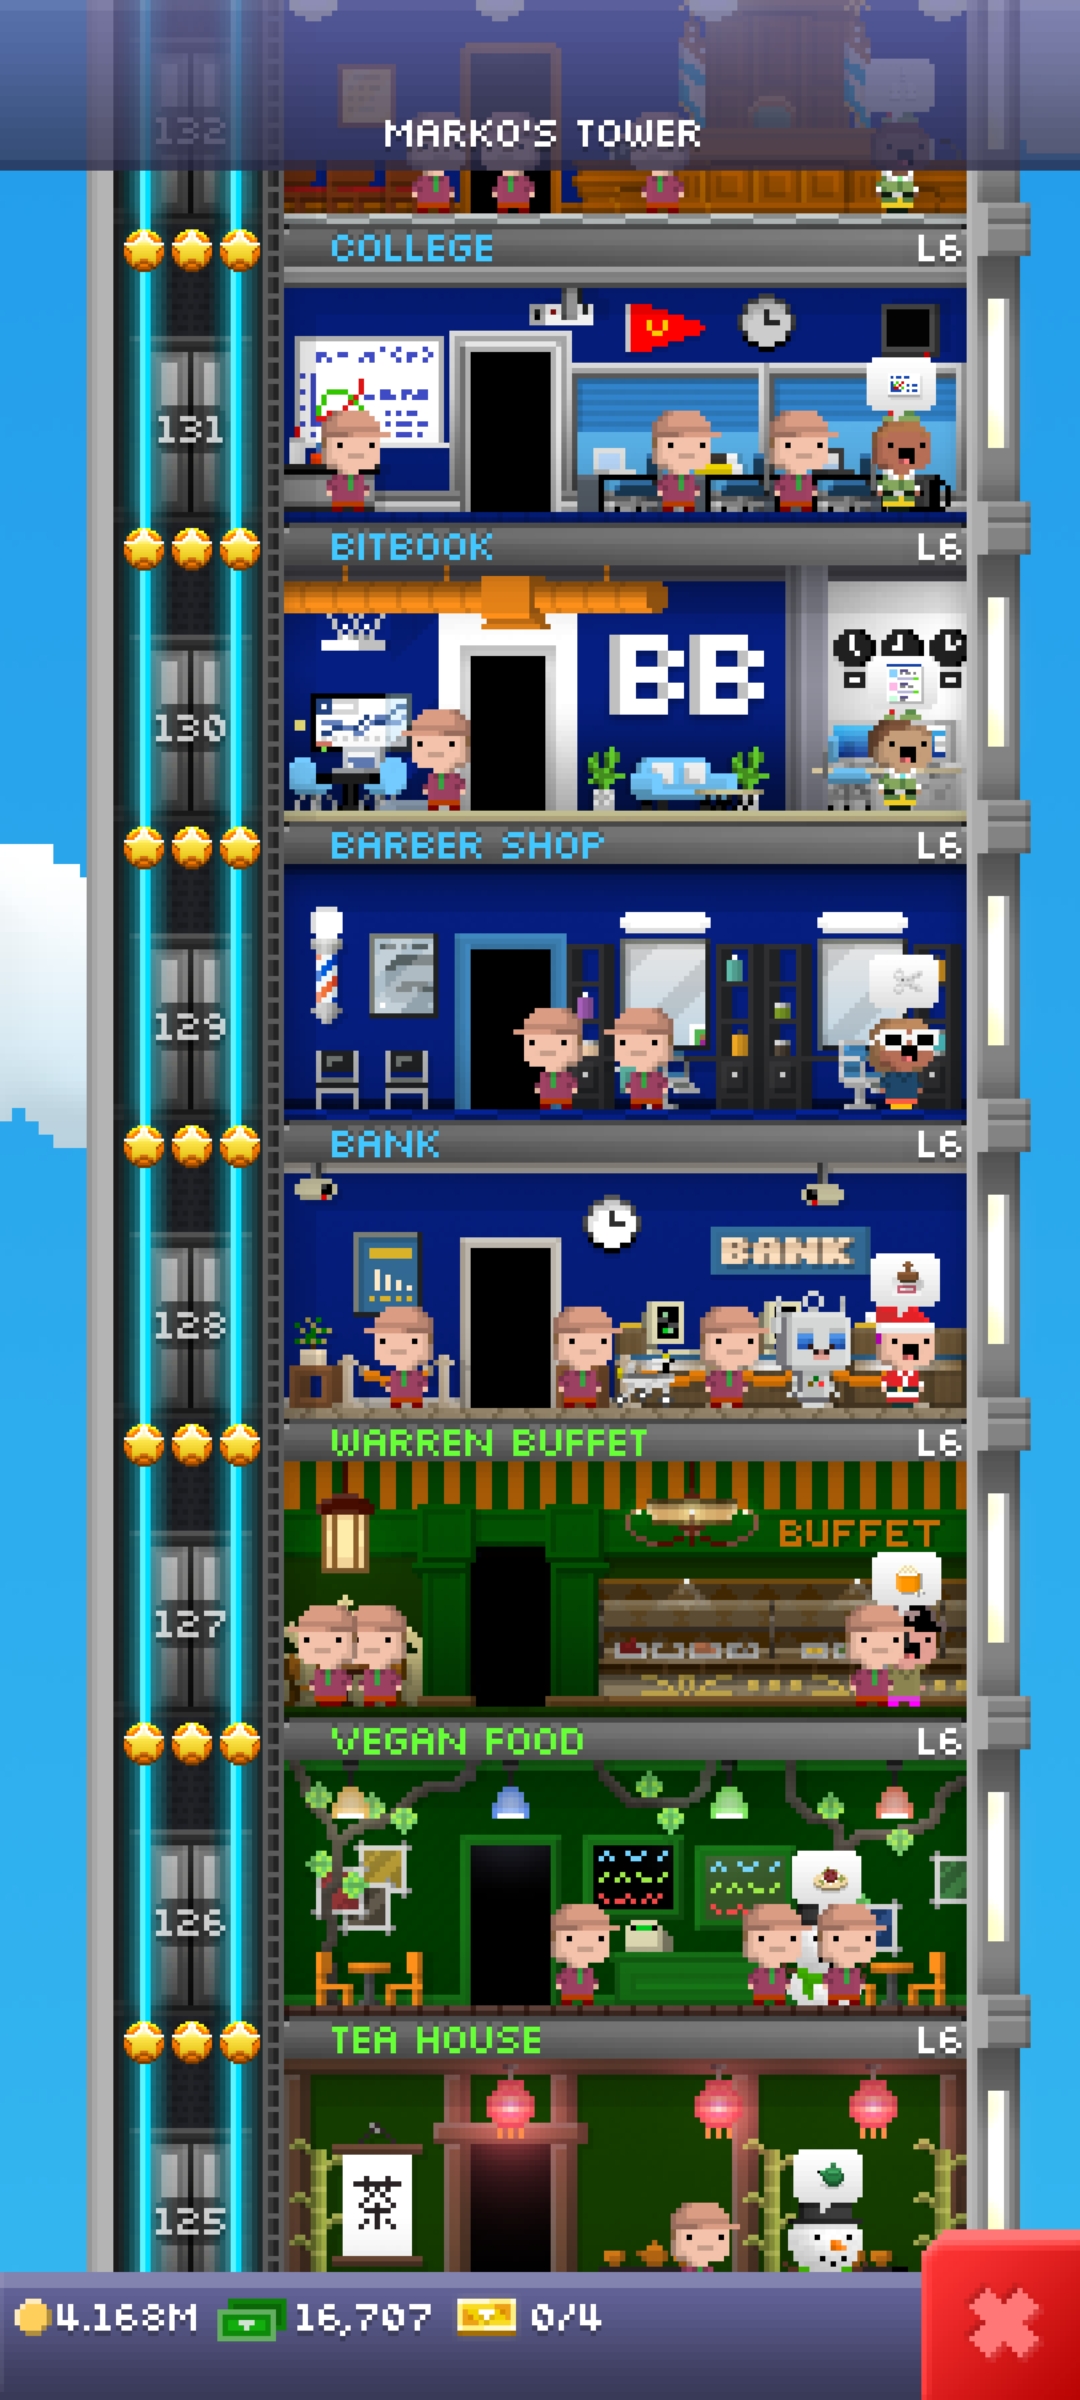 132
MARKO'S TOWER
COLLEGE L6
131
BITBOOK L6
BB
130
BARBER SHOP L6
129
BANK L6
BANK
128
WARREN BUFFET L6
BUFFET
127
VEGAN FOOD L6
126
TEA HOUSE L6
茶
125
4.168M 16,707 0/4